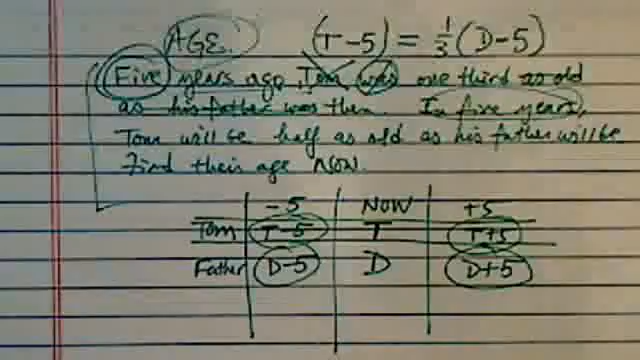 AGE. (T-5) = 1/3 (D-5)
Five years ago, Tom was one third as old
as his father was then. In five years,
Tom will be half as old as his father will be
Find their age NOW.
-5 NOW +5
Tom T-5 T T+5
Father D-5 D D+5